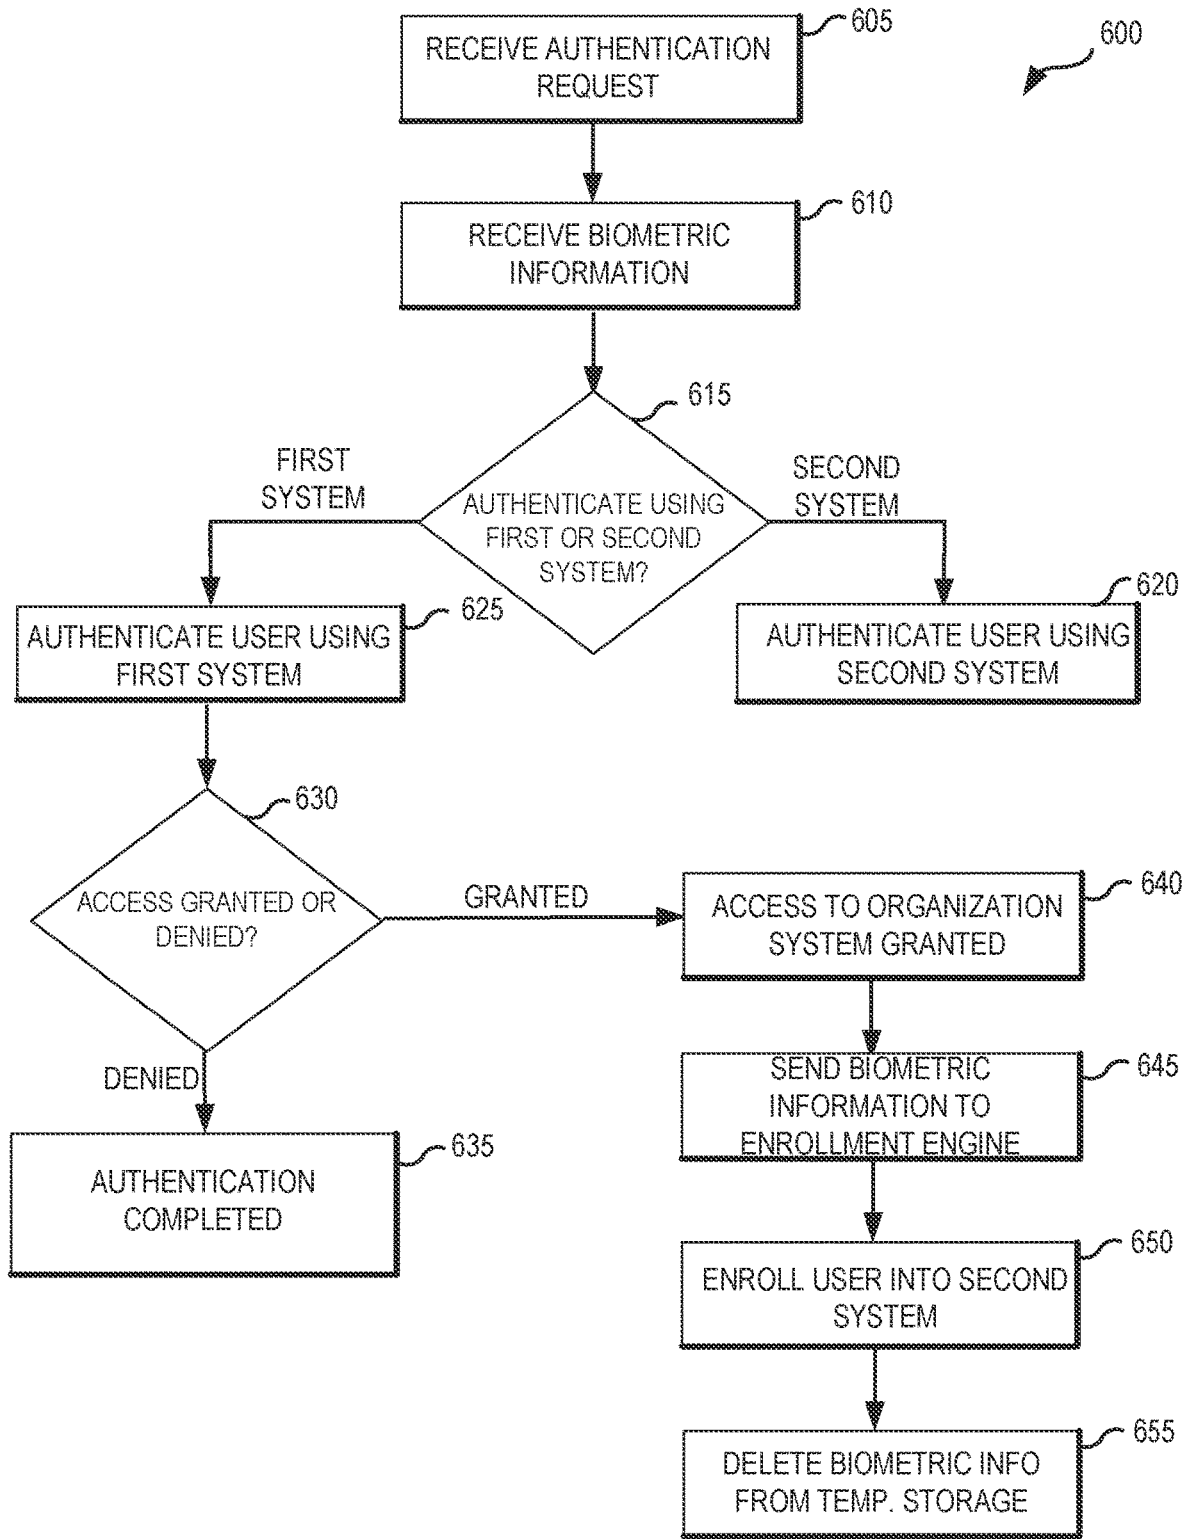 605
RECEIVE AUTHENTICATION
REQUEST
600
610
RECEIVE BIOMETRIC
INFORMATION
615
FIRST
SYSTEM
SECOND
SYSTEM
AUTHENTICATE USING
FIRST OR SECOND
SYSTEM?
625
AUTHENTICATE USER USING
FIRST SYSTEM
620
AUTHENTICATE USER USING
SECOND SYSTEM
630
ACCESS GRANTED OR
DENIED?
GRANTED
640
ACCESS TO ORGANIZATION
SYSTEM GRANTED
DENIED
635
AUTHENTICATION
COMPLETED
645
SEND BIOMETRIC
INFORMATION TO
ENROLLMENT ENGINE
650
ENROLL USER INTO SECOND
SYSTEM
655
DELETE BIOMETRIC INFO
FROM TEMP. STORAGE